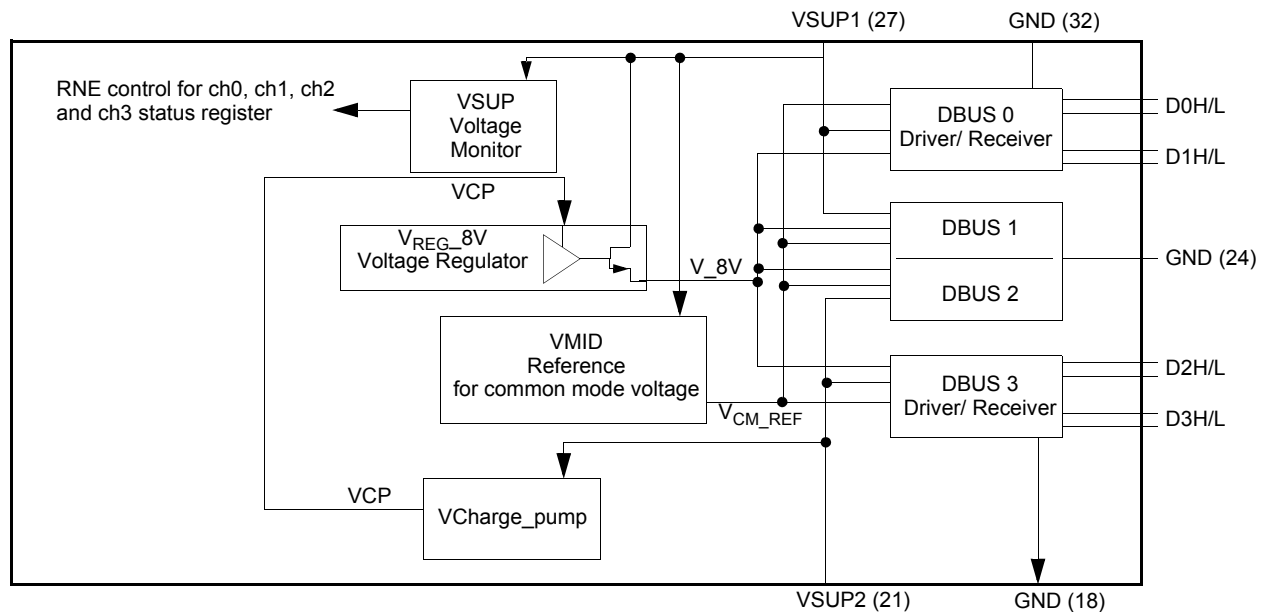 VSUP1 (27)
GND (32)
RNE control for ch0, ch1, ch2
and ch3 status register
VSUP
Voltage
Monitor
DBUS 0
Driver/ Receiver
D0H/L
D1H/L
VCP
VREG_8V
Voltage Regulator
V_8V
DBUS 1
DBUS 2
GND (24)
VMID
Reference
for common mode voltage
VCM_REF
DBUS 3
Driver/ Receiver
D2H/L
D3H/L
VCP
VCharge_pump
VSUP2 (21)
GND (18)